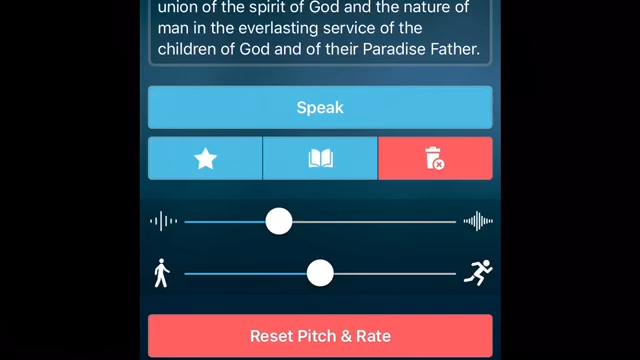 union of the spirit of God and the nature of
man in the everlasting service of the
children of God and of their Paradise Father.
Speak
Reset Pitch & Rate